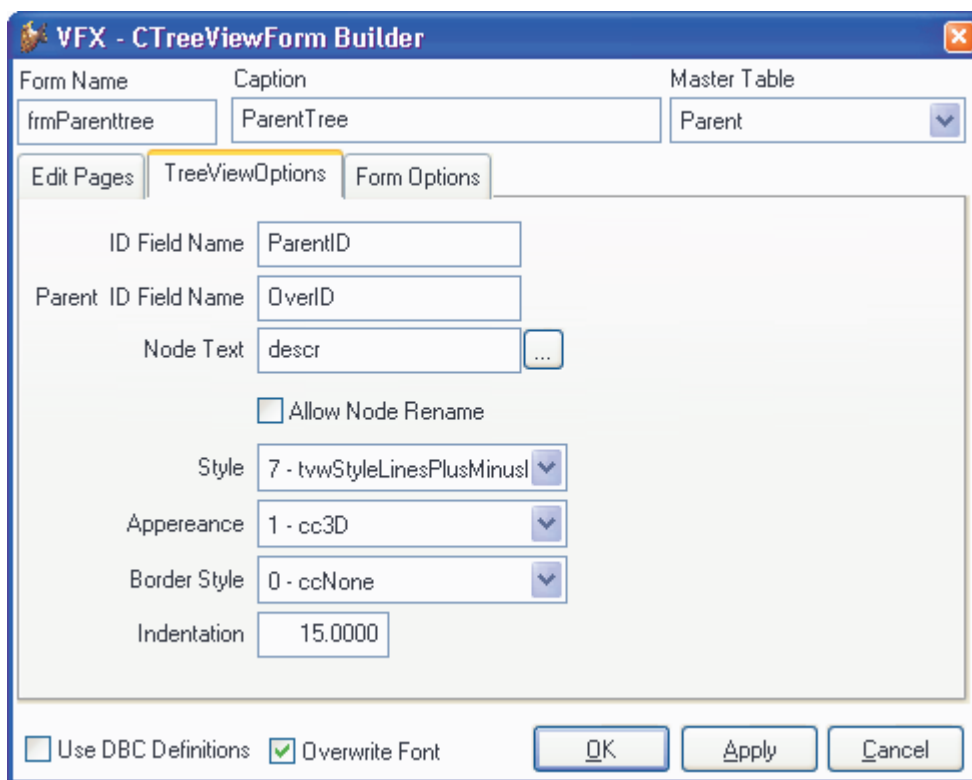 VFX - CTreeViewForm Builder
Form Name Caption Master Table
frmParenttree ParentTree Parent
Edit Pages TreeViewOptions Form Options
ID Field Name ParentID
Parent ID Field Name OverID
Node Text descr ...
Allow Node Rename
Style 7 - tvwStyleLinesPlusMinusI
Appereance 1 - cc3D
Border Style 0 - ccNone
Indentation 15.0000
Use DBC Definitions Overwrite Font OK Apply Cancel